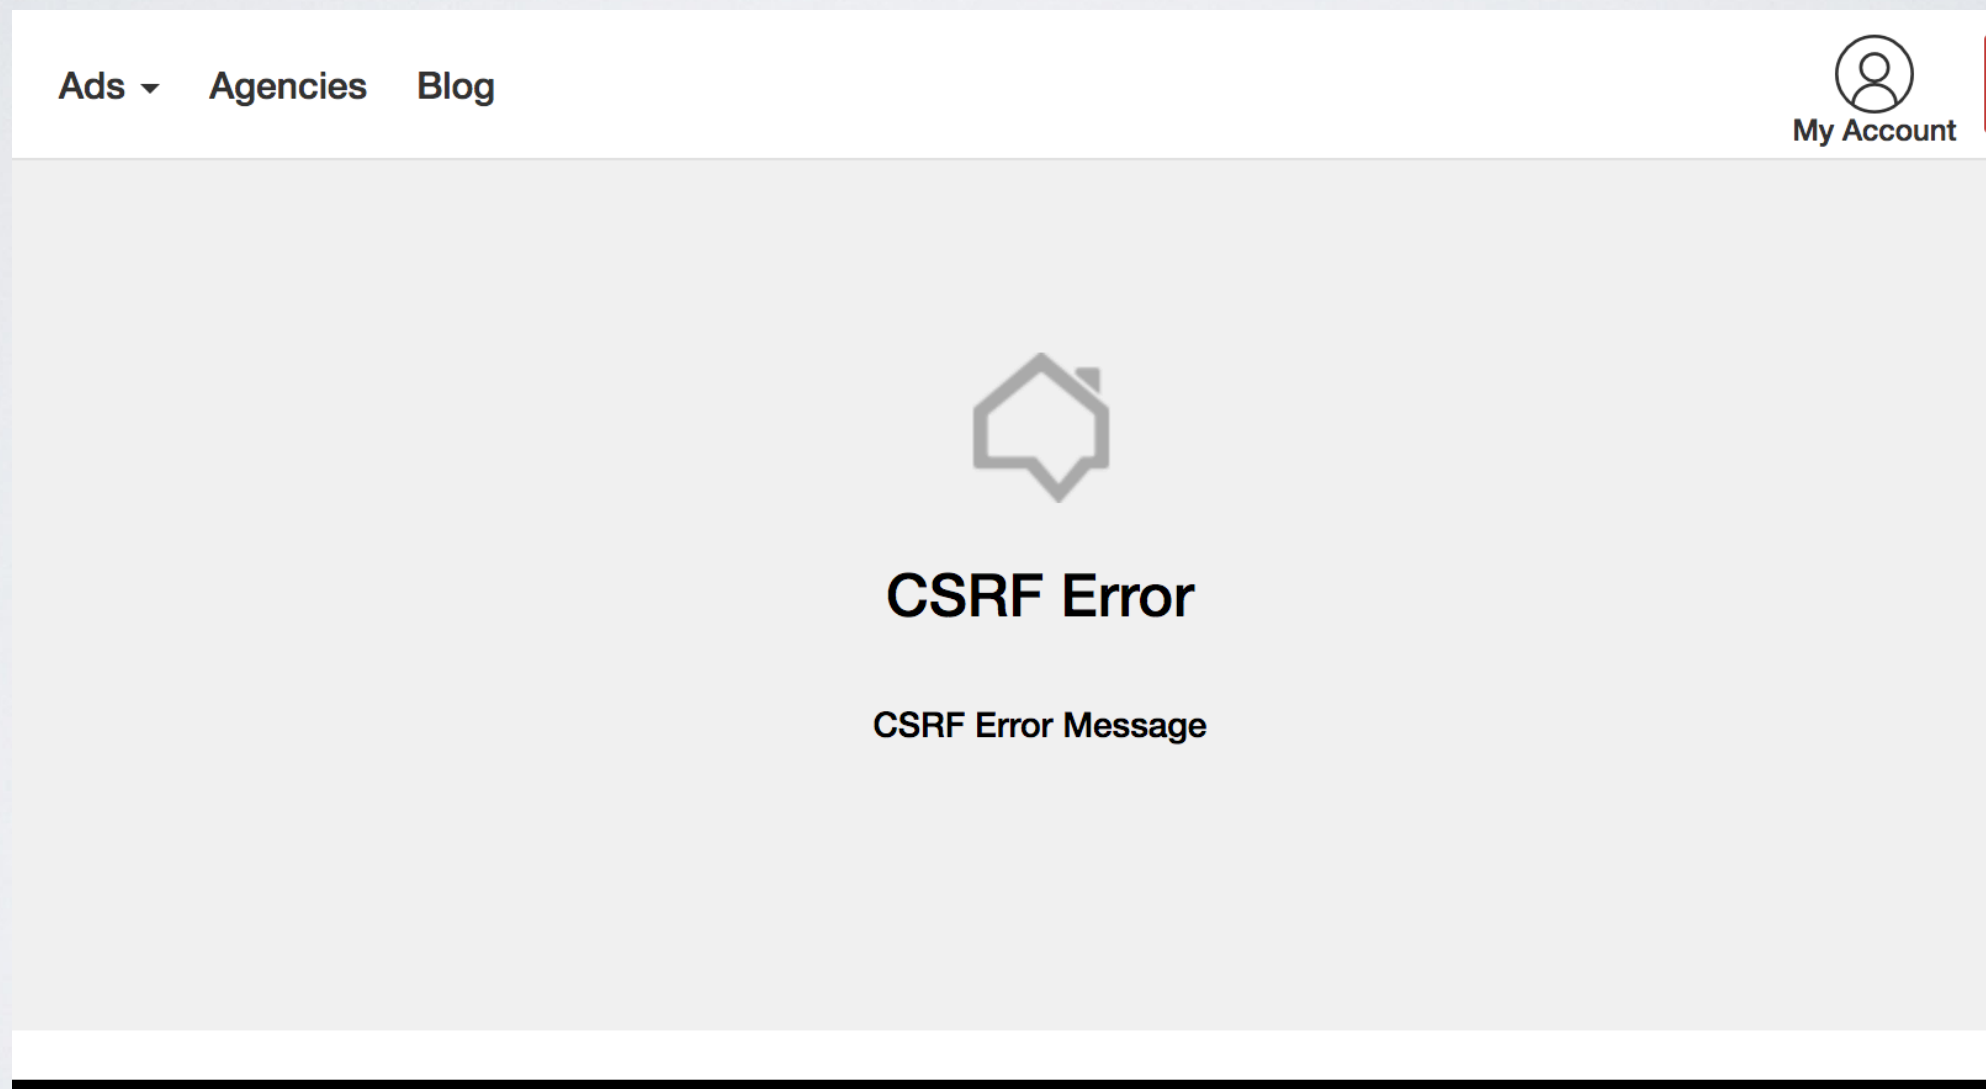 Ads Agencies Blog
My Account
CSRF Error
CSRF Error Message